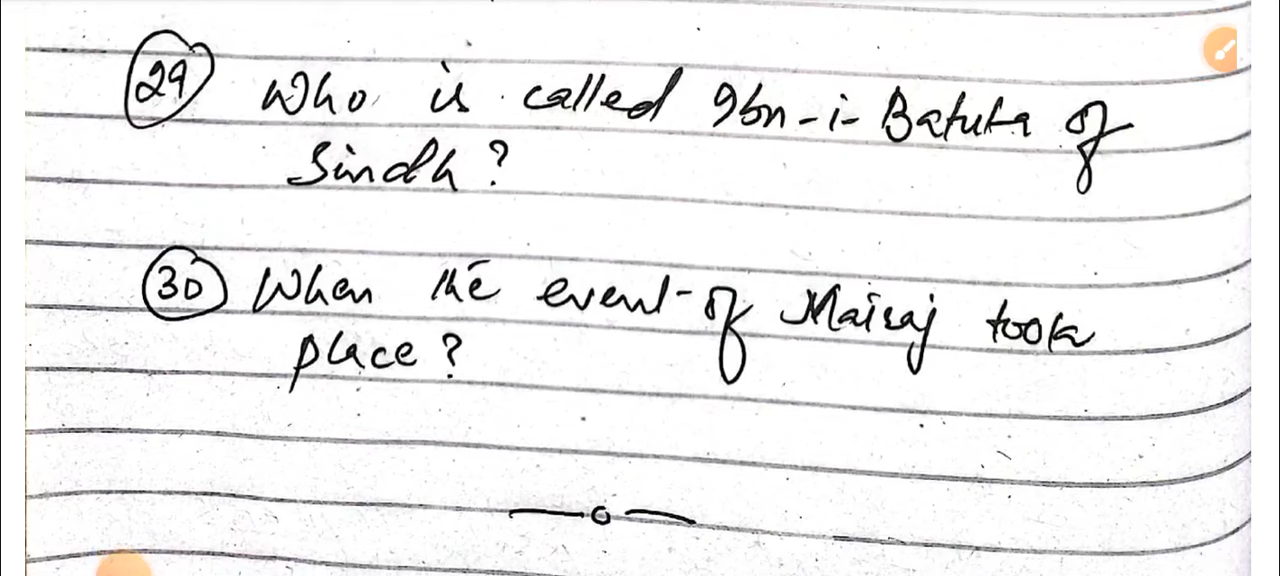 29 Who is called Ibn-i-Batuta of
Sindh?
30 When the event of Mairaj took
place?